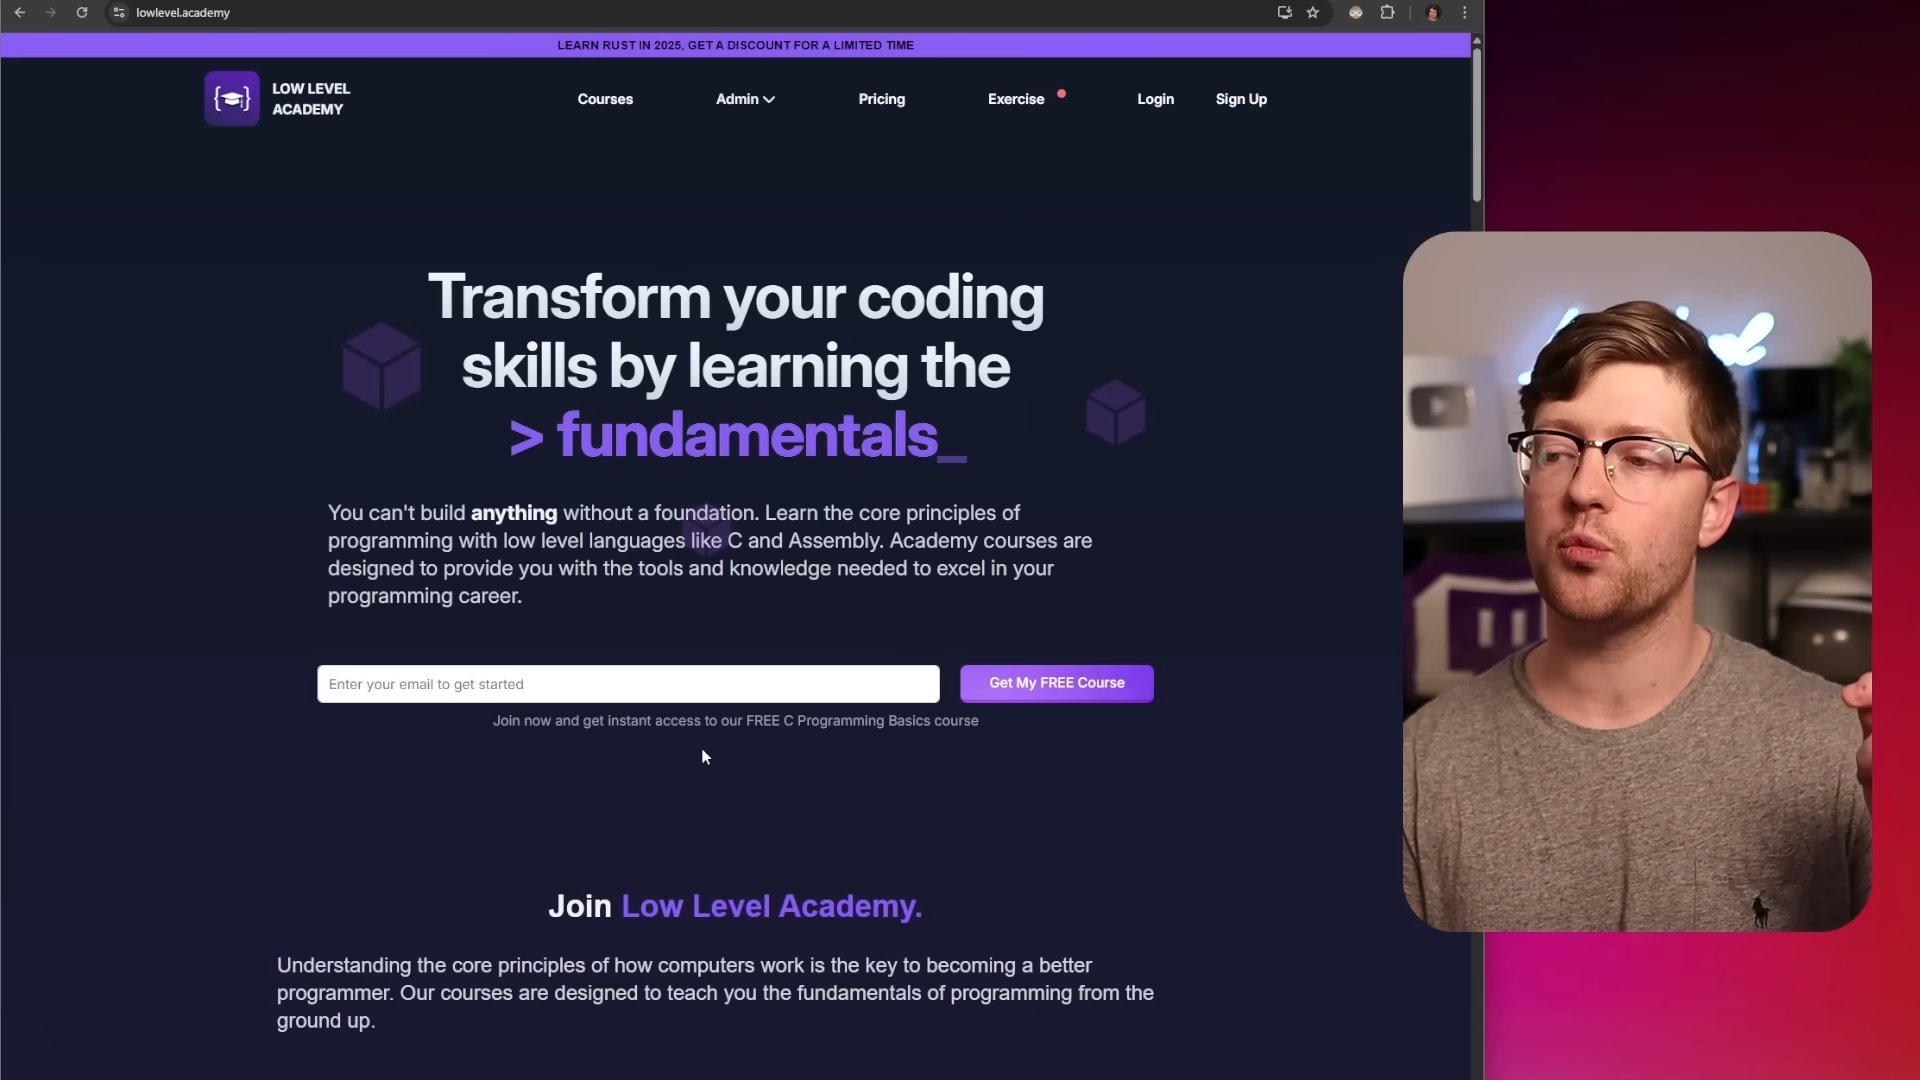 lowlevel.academy
LEARN RUST IN 2025, GET A DISCOUNT FOR A LIMITED TIME
LOW LEVEL
ACADEMY
Courses
Admin
Pricing
Exercise
Login
Sign Up
Transform your coding
skills by learning the
> fundamentals_
You can't build anything without a foundation. Learn the core principles of
programming with low level languages like C and Assembly. Academy courses are
designed to provide you with the tools and knowledge needed to excel in your
programming career.
Enter your email to get started
Get My FREE Course
Join now and get instant access to our FREE C Programming Basics course
Join Low Level Academy.
Understanding the core principles of how computers work is the key to becoming a better
programmer. Our courses are designed to teach you the fundamentals of programming from the
ground up.